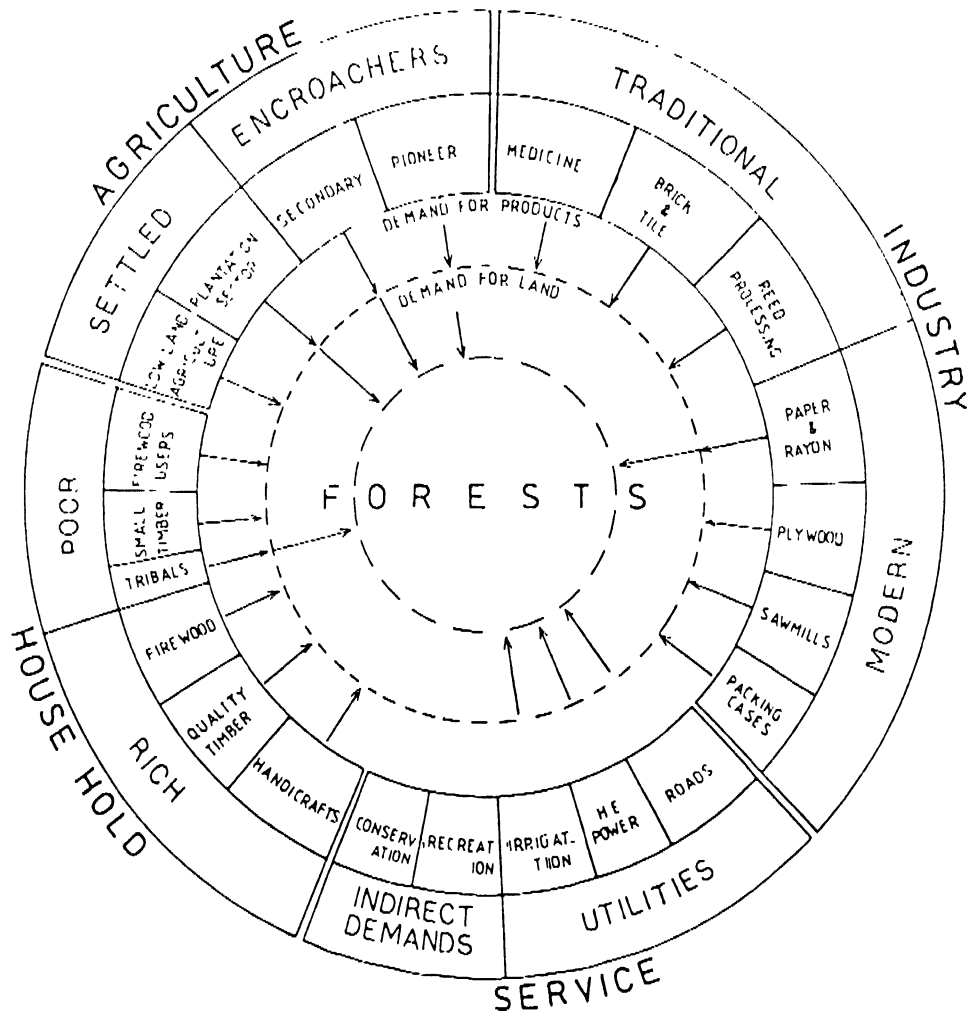 AGRICULTURE
ENCROACHERS
SETTLED
SECONDARY
PIONEER
PLANTATION
SECTOR
LOW LAND
TRADITIONAL
MEDICINE
BRICK
&
TILE
REED
PROCESSING
INDUSTRY
MODERN
PAPER
&
RAYON
PLYWOOD
SAWMILLS
PACKING
CASES
DEMAND FOR PRODUCTS
DEMAND FOR LAND
FORESTS
POOR
FIREWOOD
USERS
SMALL
TIMBER
TRIBALS
HOUSE HOLD
RICH
FIREWOOD
QUALITY
TIMBER
HANDICRAFTS
CONSERV
ATION
RECREAT
ION
IRRIGAT-
TION
H.E
POWER
ROADS
INDIRECT
DEMANDS
UTILITIES
SERVICE